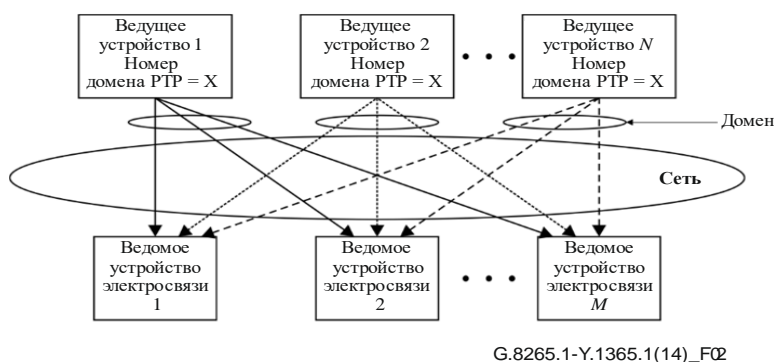 Ведущее
устройство 1
Номер
домена PTP = X
Ведущее
устройство 2
Номер
домена PTP = X
Ведущее
устройство N
Номер
домена PTP = X
Домен
Сеть
Ведомое
устройство
электросвязи
1
Ведомое
устройство
электросвязи
2
Ведомое
устройство
электросвязи
M
G.8265.1-Y.1365.1(14)_F02